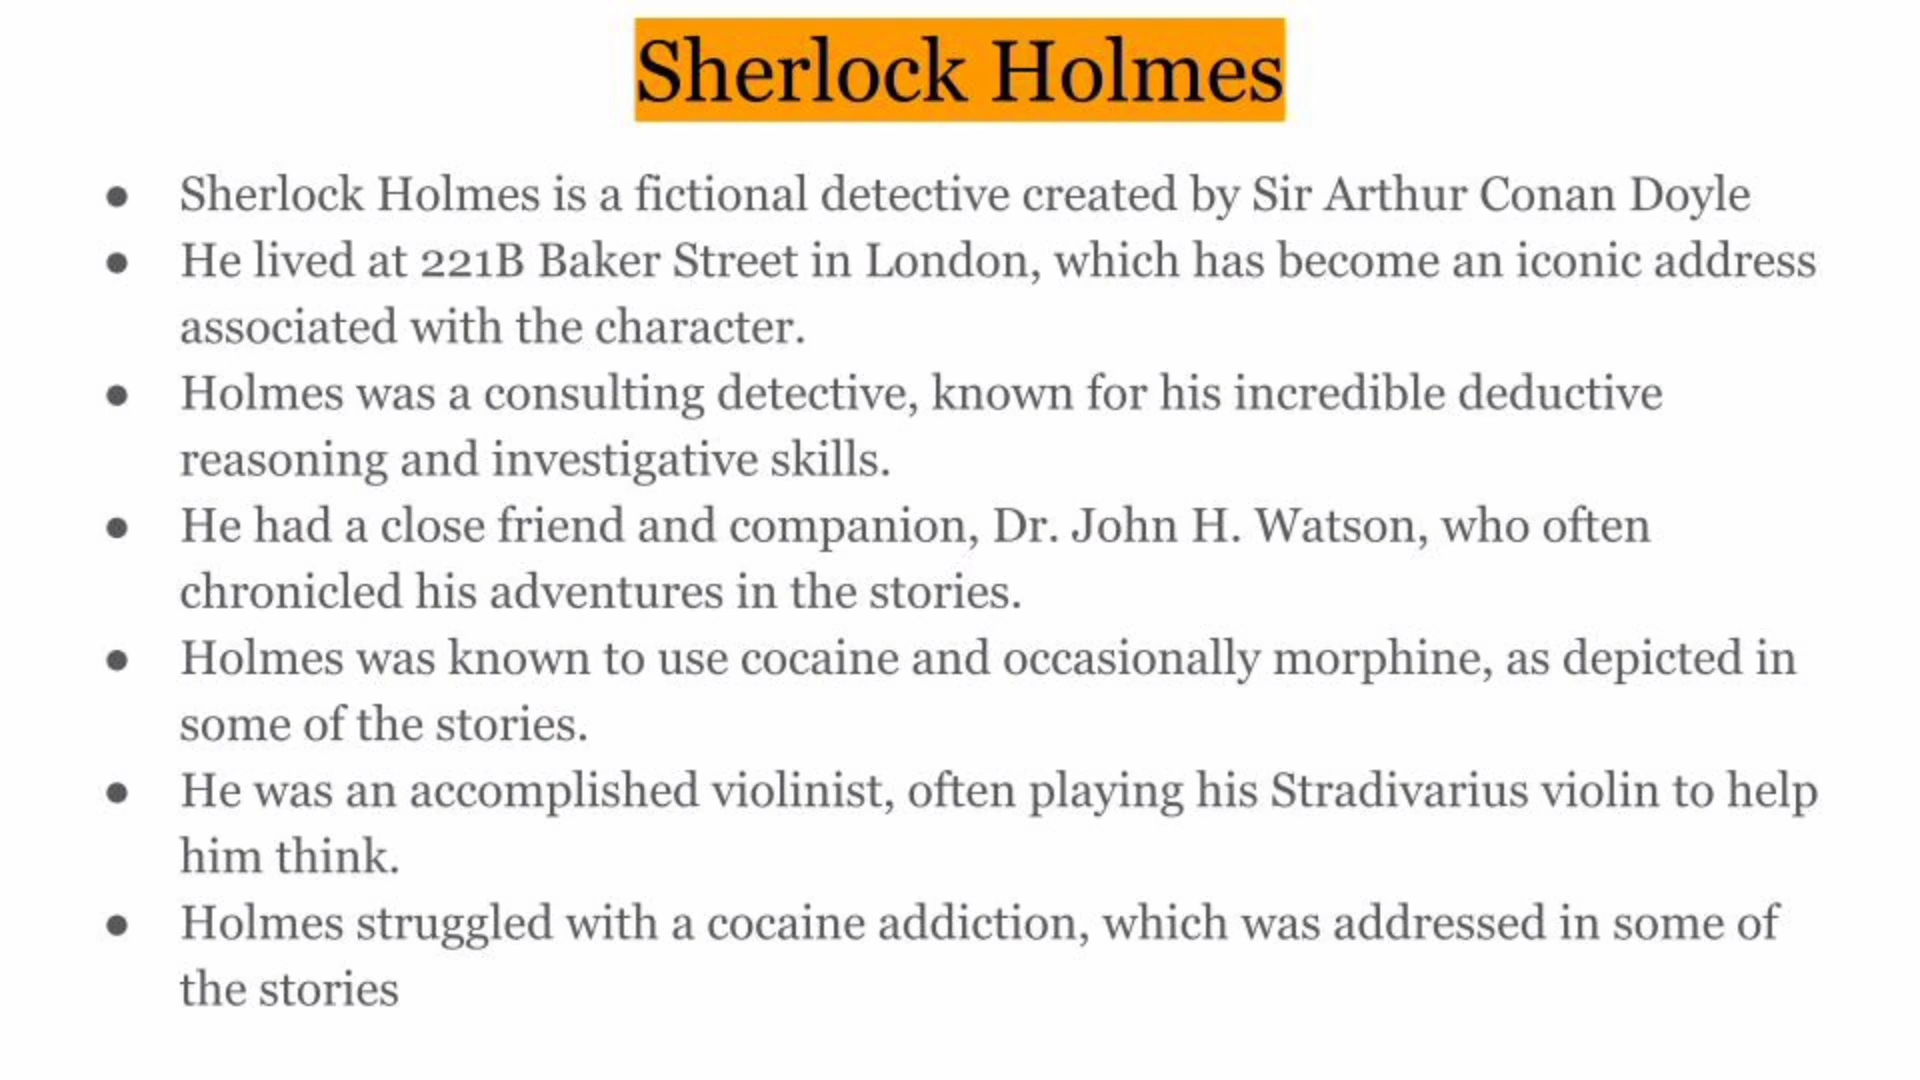 Sherlock Holmes
● Sherlock Holmes is a fictional detective created by Sir Arthur Conan Doyle
● He lived at 221B Baker Street in London, which has become an iconic address
associated with the character.
● Holmes was a consulting detective, known for his incredible deductive
reasoning and investigative skills.
● He had a close friend and companion, Dr. John H. Watson, who often
chronicled his adventures in the stories.
● Holmes was known to use cocaine and occasionally morphine, as depicted in
some of the stories.
● He was an accomplished violinist, often playing his Stradivarius violin to help
him think.
● Holmes struggled with a cocaine addiction, which was addressed in some of
the stories